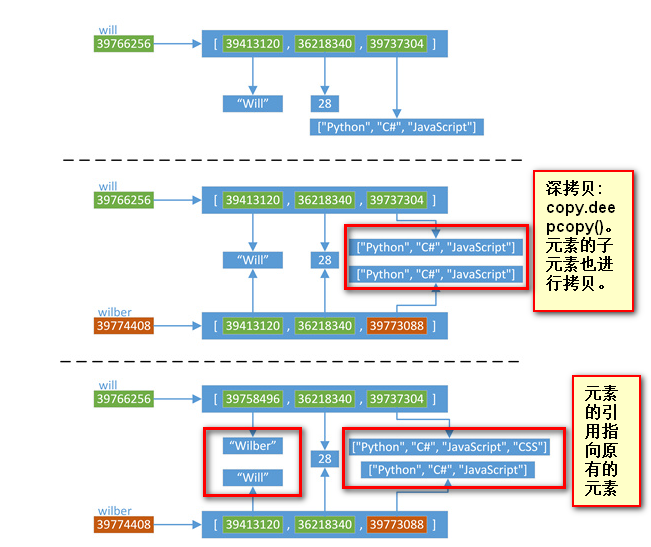 will
39766256 [ 39413120 , 36218340 , 39737304 ]
“Will” 28
["Python", "C#", "JavaScript"]
will
39766256 [ 39413120 , 36218340 , 39737304 ]
深拷贝：
copy.dee
pcopy()。
元素的子
元素也进
行拷贝。
["Python", "C#", "JavaScript"]
“Will” 28
["Python", "C#", "JavaScript"]
wilber
39774408 [ 39413120 , 36218340 , 39773088 ]
will
39766256 [ 39758496 , 36218340 , 39737304 ]
元素
的引
用指
向原
有的
元素
“Wilber” ["Python", "C#", "JavaScript", "CSS"]
28
“Will” ["Python", "C#", "JavaScript"]
wilber
39774408 [ 39413120 , 36218340 , 39773088 ]